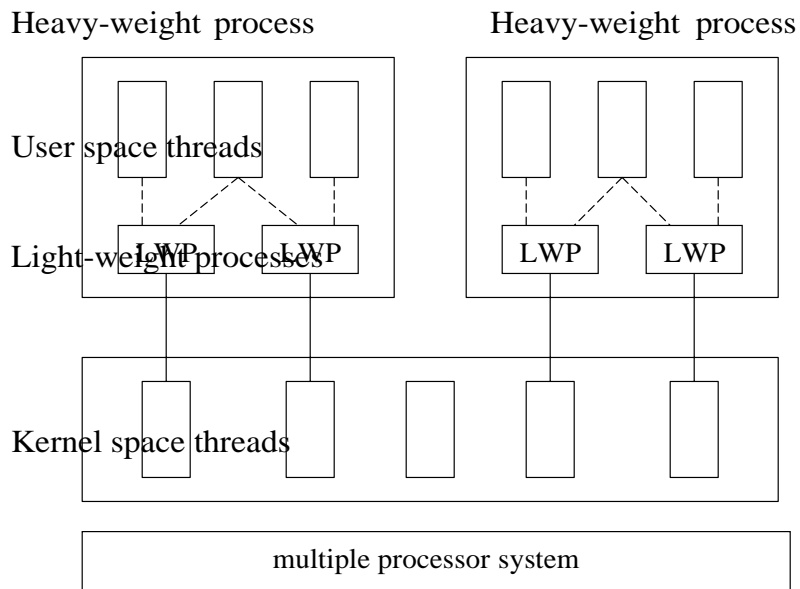 Heavy-weight process
Heavy-weight process
User space threads
LWP
LWP
LWP
LWP
Light-weight processes
Kernel space threads
multiple processor system